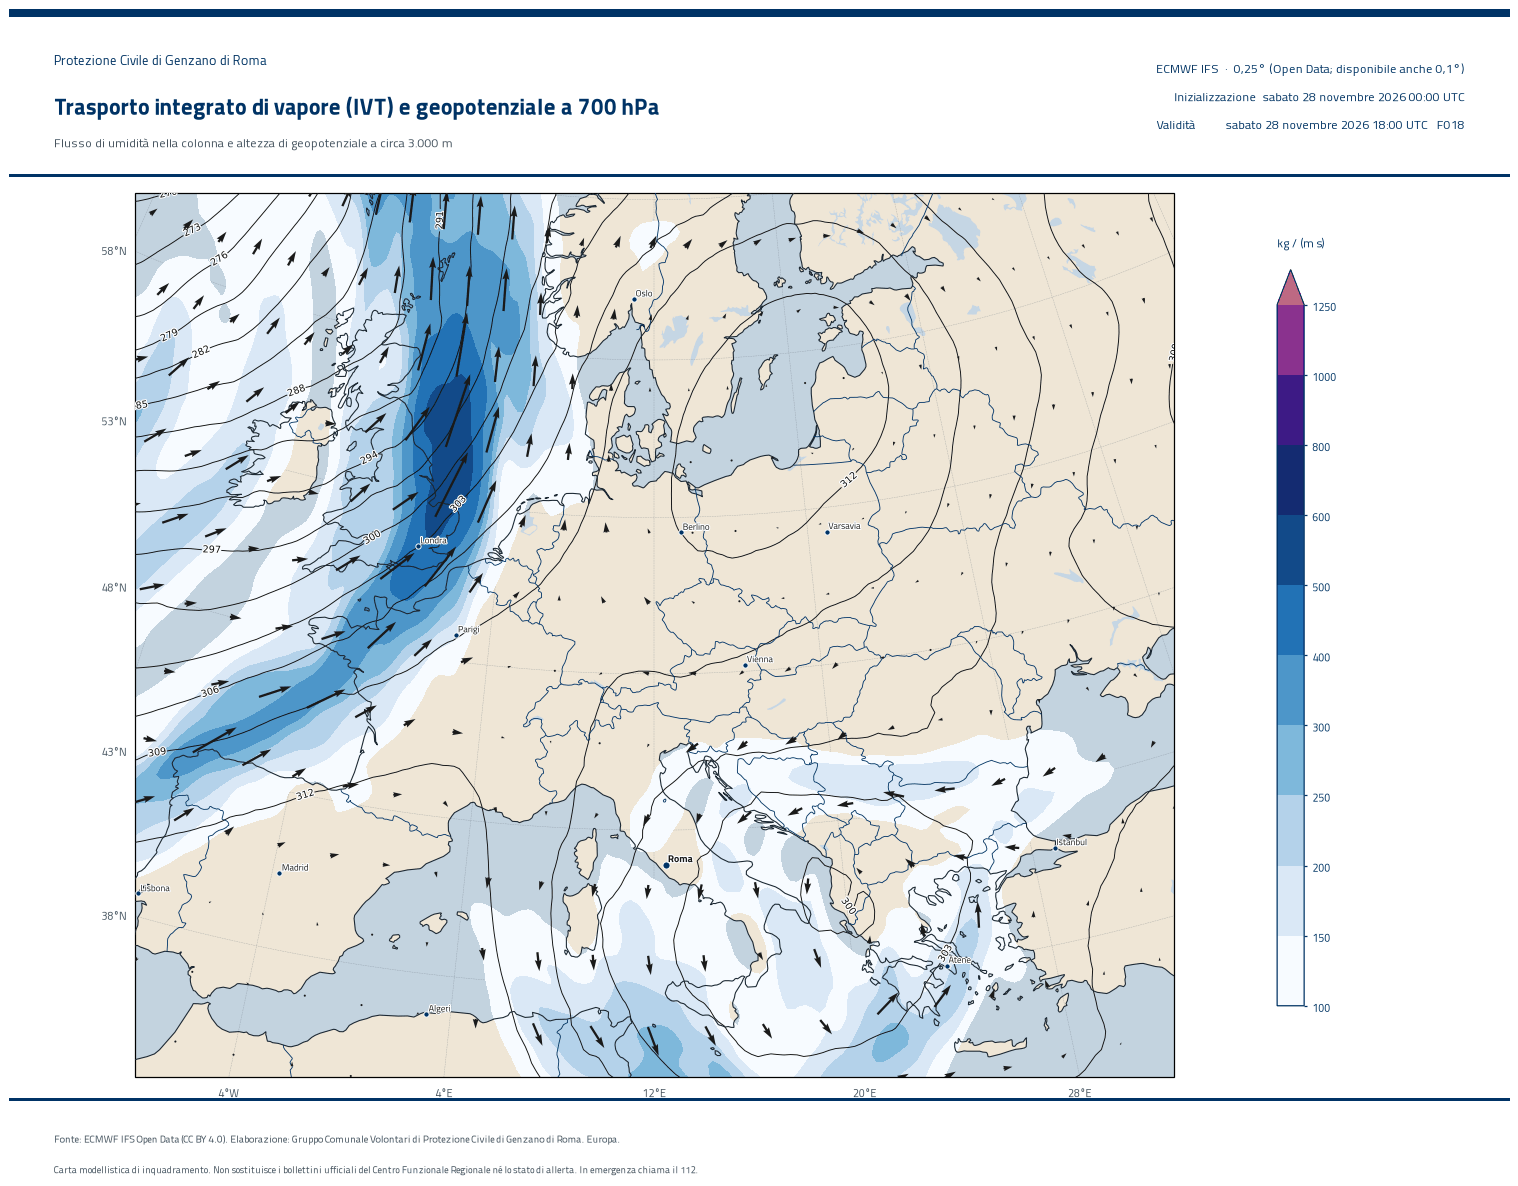 Protezione Civile di Genzano di Roma
Trasporto integrato di vapore (IVT) e geopotenziale a 700 hPa
Flusso di umidità nella colonna e altezza di geopotenziale a circa 3.000 m
ECMWF IFS · 0,25° (Open Data; disponibile anche 0,1°)
Inizializzazione sabato 28 novembre 2026 00:00 UTC
Validità sabato 28 novembre 2026 18:00 UTC F018
kg / (m s)
1250
1000
800
600
500
400
300
250
200
150
100
58°N
53°N
48°N
43°N
38°N
4°W
4°E
12°E
20°E
28°E
273
276
279
282
85
288
291
294
297
300
303
306
309
312
312
300
303
Oslo
Berlino
Varsavia
Londra
Parigi
Vienna
Roma
Madrid
Lisbona
Algeri
Istanbul
Atene
Fonte: ECMWF IFS Open Data (CC BY 4.0). Elaborazione: Gruppo Comunale Volontari di Protezione Civile di Genzano di Roma. Europa.
Carta modellistica di inquadramento. Non sostituisce i bollettini ufficiali del Centro Funzionale Regionale né lo stato di allerta. In emergenza chiama il 112.